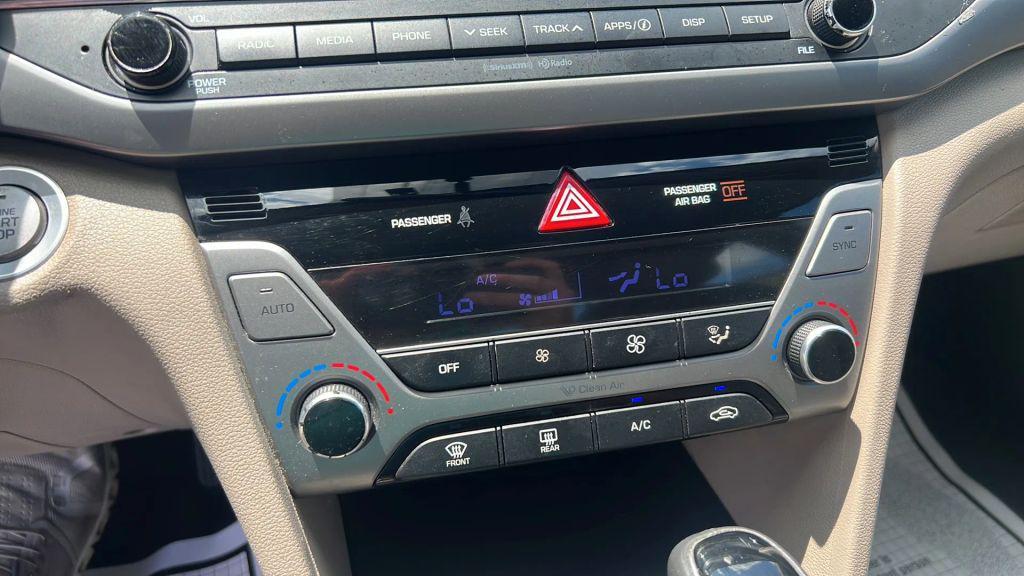 VOL
RADIO MEDIA PHONE SEEK TRACK APPS/i DISP SETUP
POWER
PUSH
SiriusXM HD Radio
FILE
PASSENGER
PASSENGER OFF
AIR BAG
AUTO
A/C
Lo
Lo
SYNC
OFF
Clean Air
FRONT
REAR
A/C